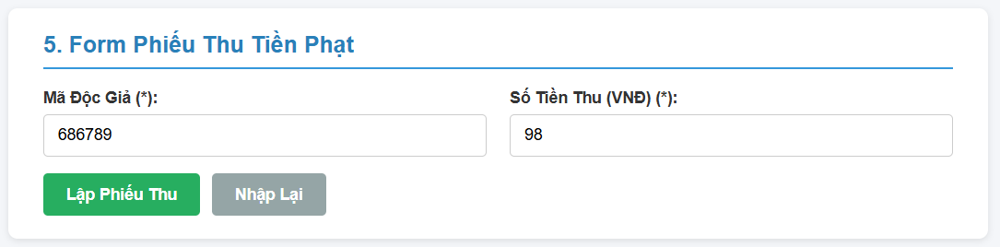 5. Form Phiếu Thu Tiền Phạt
Mã Độc Giả (*):
Số Tiền Thu (VNĐ) (*):
686789
98
Lập Phiếu Thu
Nhập Lại